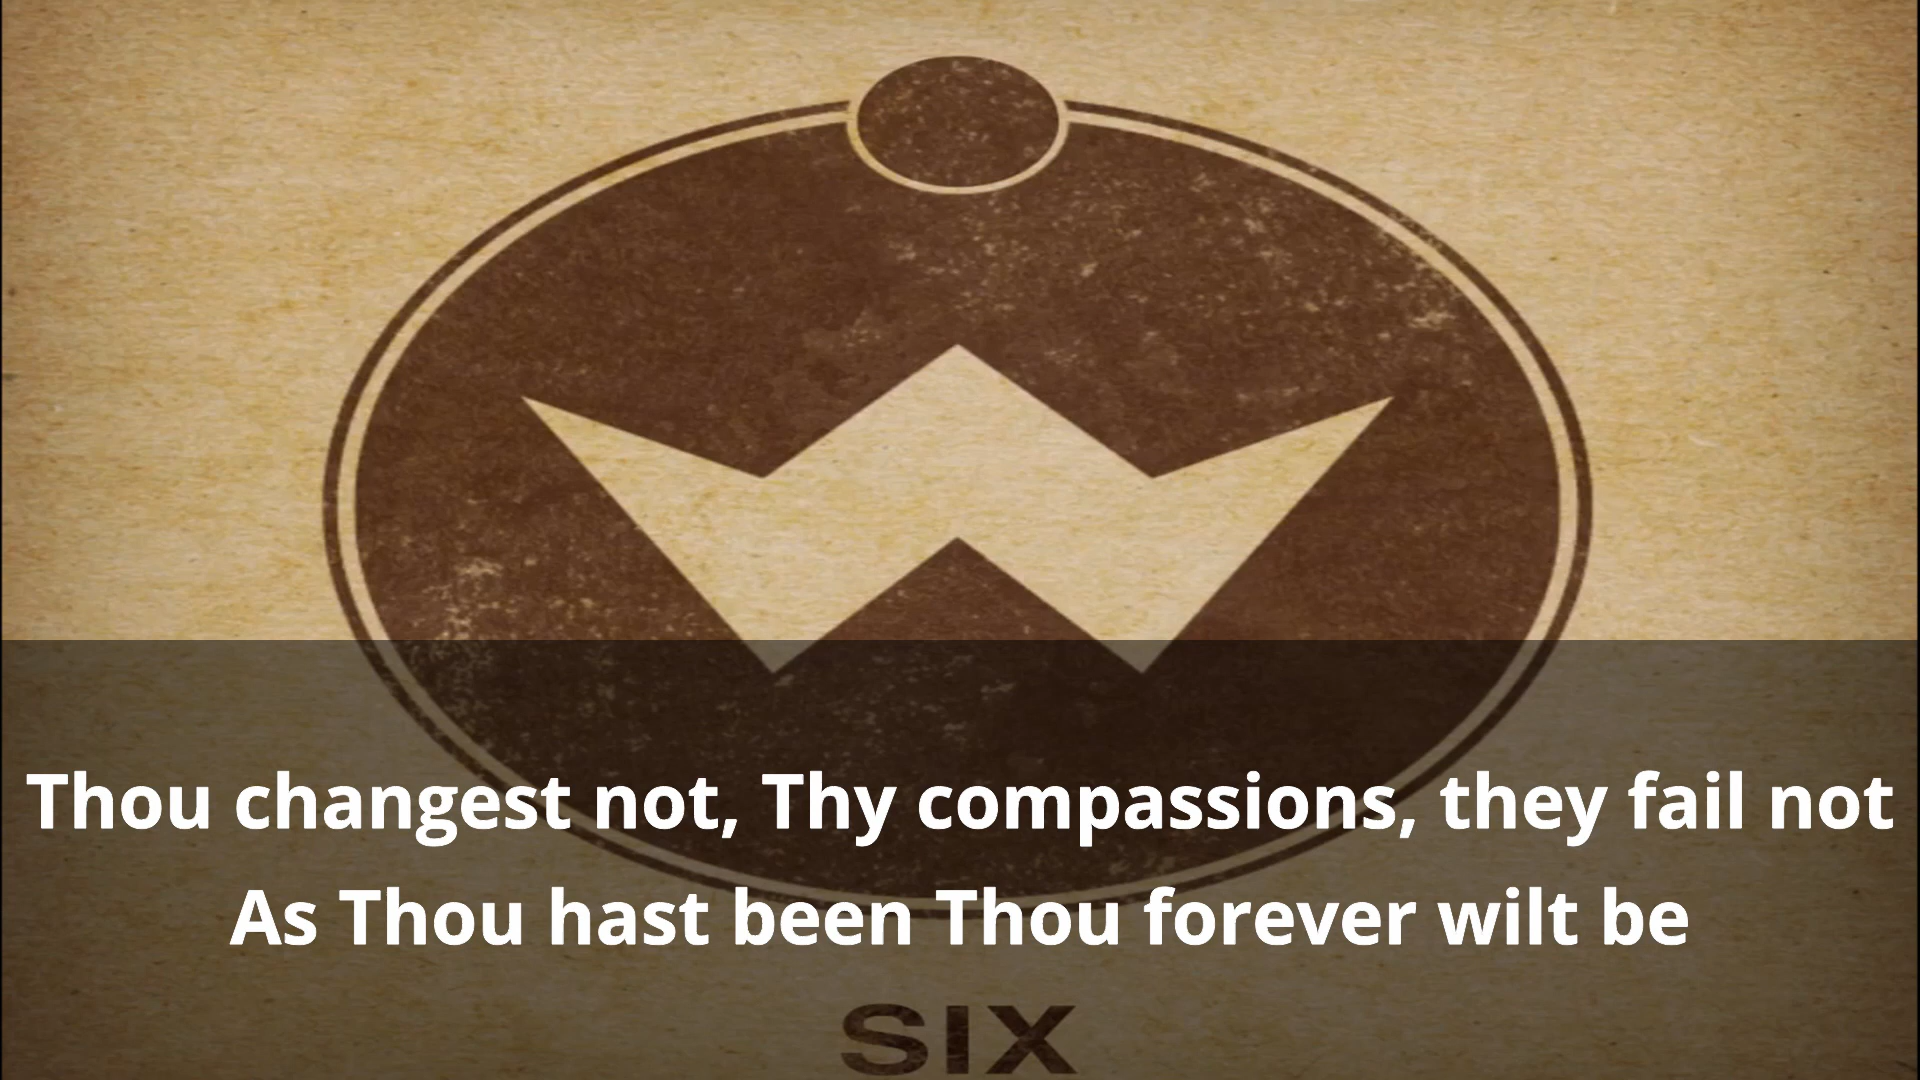 Thou changest not, Thy compassions, they fail not
As Thou hast been Thou forever wilt be
SIX